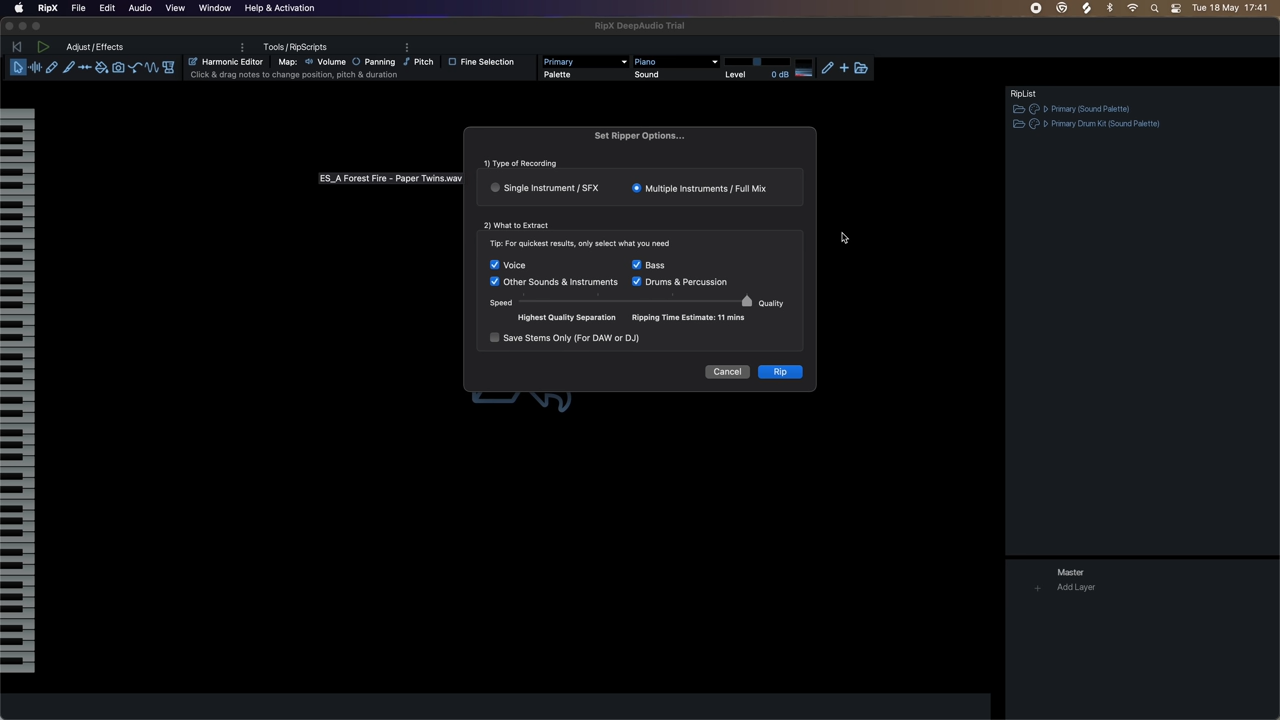 RipX File Edit Audio View Window Help & Activation Tue 18 May 17:41
RipX DeepAudio Trial
Adjust / Effects Tools / RipScripts
Harmonic Editor Map: Volume Panning Pitch Fine Selection Primary Piano
Click & drag notes to change position, pitch & duration Palette Sound Level 0 dB
RipList
Primary (Sound Palette)
Primary Drum Kit (Sound Palette)
ES_A Forest Fire - Paper Twins.wav
Set Ripper Options...
1) Type of Recording
Single Instrument / SFX Multiple Instruments / Full Mix
2) What to Extract
Tip: For quickest results, only select what you need
Voice Bass
Other Sounds & Instruments Drums & Percussion
Speed Quality
Highest Quality Separation Ripping Time Estimate: 11 mins
Save Stems Only (For DAW or DJ)
Cancel Rip
Master
+ Add Layer